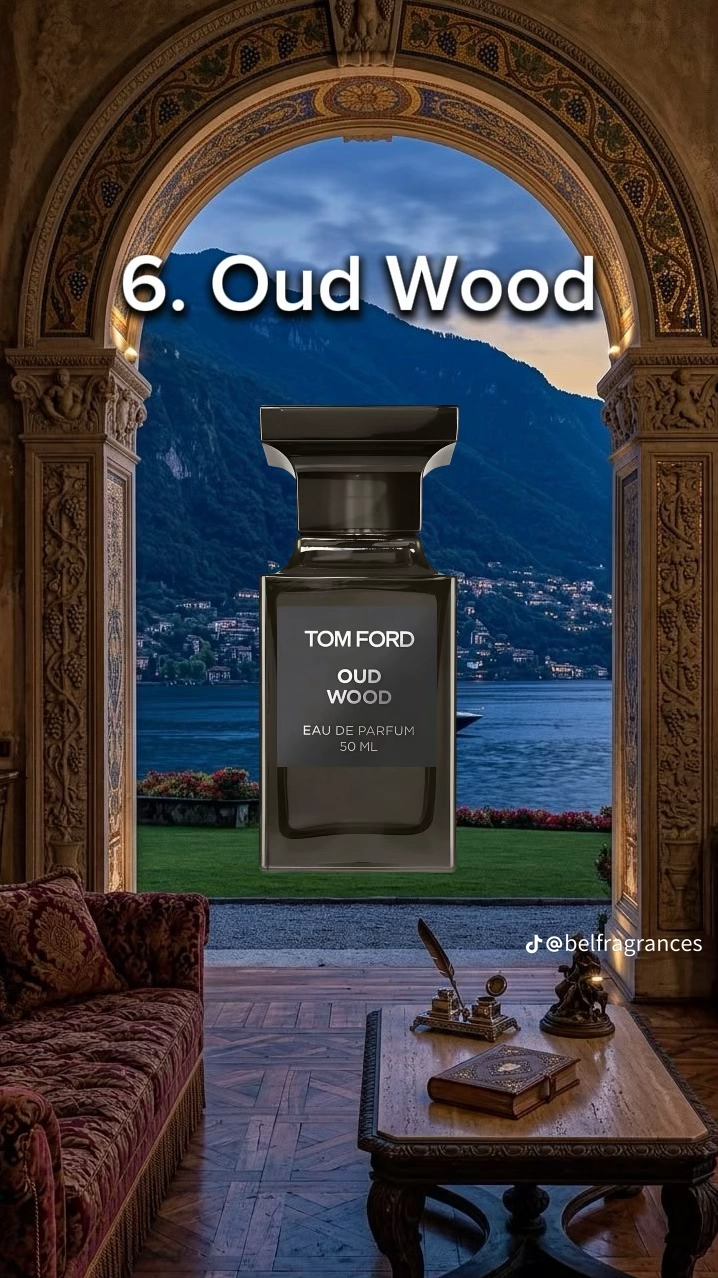 6. Oud Wood
TOM FORD
OUD
WOOD
EAU DE PARFUM
50 ML
@belfragrances